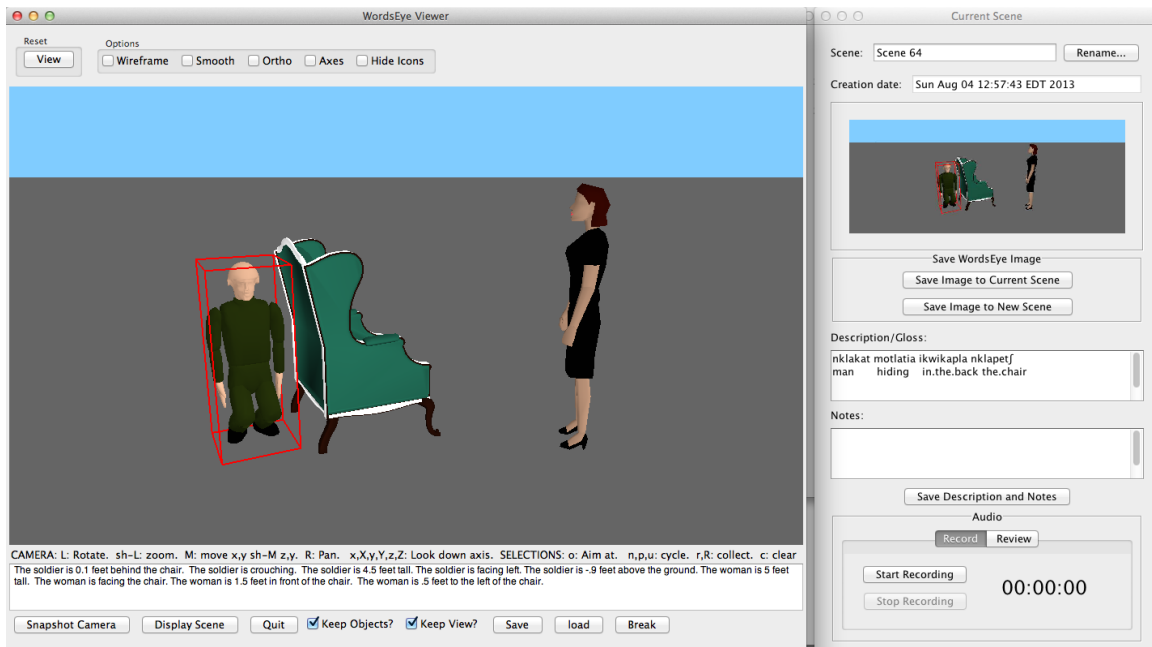 WordsEye Viewer
Reset
View
Options
Wireframe Smooth Ortho Axes Hide Icons
CAMERA: L: Rotate. sh-L: zoom. M: move x,y sh-M z,y. R: Pan. x,X,y,Y,z,Z: Look down axis. SELECTIONS: o: Aim at. n,p,u: cycle. r,R: collect. c: clear
The soldier is 0.1 feet behind the chair. The soldier is crouching. The soldier is 4.5 feet tall. The soldier is facing left. The soldier is -.9 feet above the ground. The woman is 5 feet
tall. The woman is facing the chair. The woman is 1.5 feet in front of the chair. The woman is .5 feet to the left of the chair.
Snapshot Camera Display Scene Quit Keep Objects? Keep View? Save load Break
Current Scene
Scene: Scene 64 Rename...
Creation date: Sun Aug 04 12:57:43 EDT 2013
Save WordsEye Image
Save Image to Current Scene
Save Image to New Scene
Description/Gloss:
nklakat motlatia ikwikapla nklapetʃ
man hiding in.the.back the.chair
Notes:
Save Description and Notes
Audio
Record Review
Start Recording
Stop Recording
00:00:00